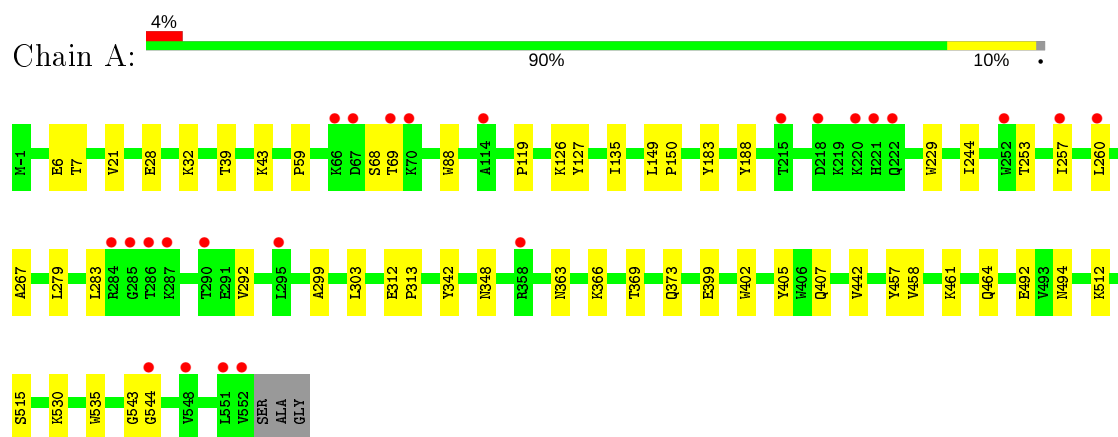 4%
Chain A:
90% 10% •
M-1 E6 T7 V21 E28 K32 T39 K43 P59 K66 D67 S68 T69 K70 W88 A114 P119 K126 Y127 I135 L149 P150 Y183 Y188 T215 D218 K219 K220 H221 Q222 W229 I244 W252 T253 I257 L260
A267 L279 L283 R284 G285 T286 K287 T290 E291 V292 L295 A299 L303 E312 P313 Y342 N348 R358 N363 K366 T369 Q373 E399 W402 Y405 W406 Q407 V442 Y457 V458 K461 Q464 E492 V493 N494 K512
S515 K530 W535 G543 G544 V548 L551 V552 SER ALA GLY